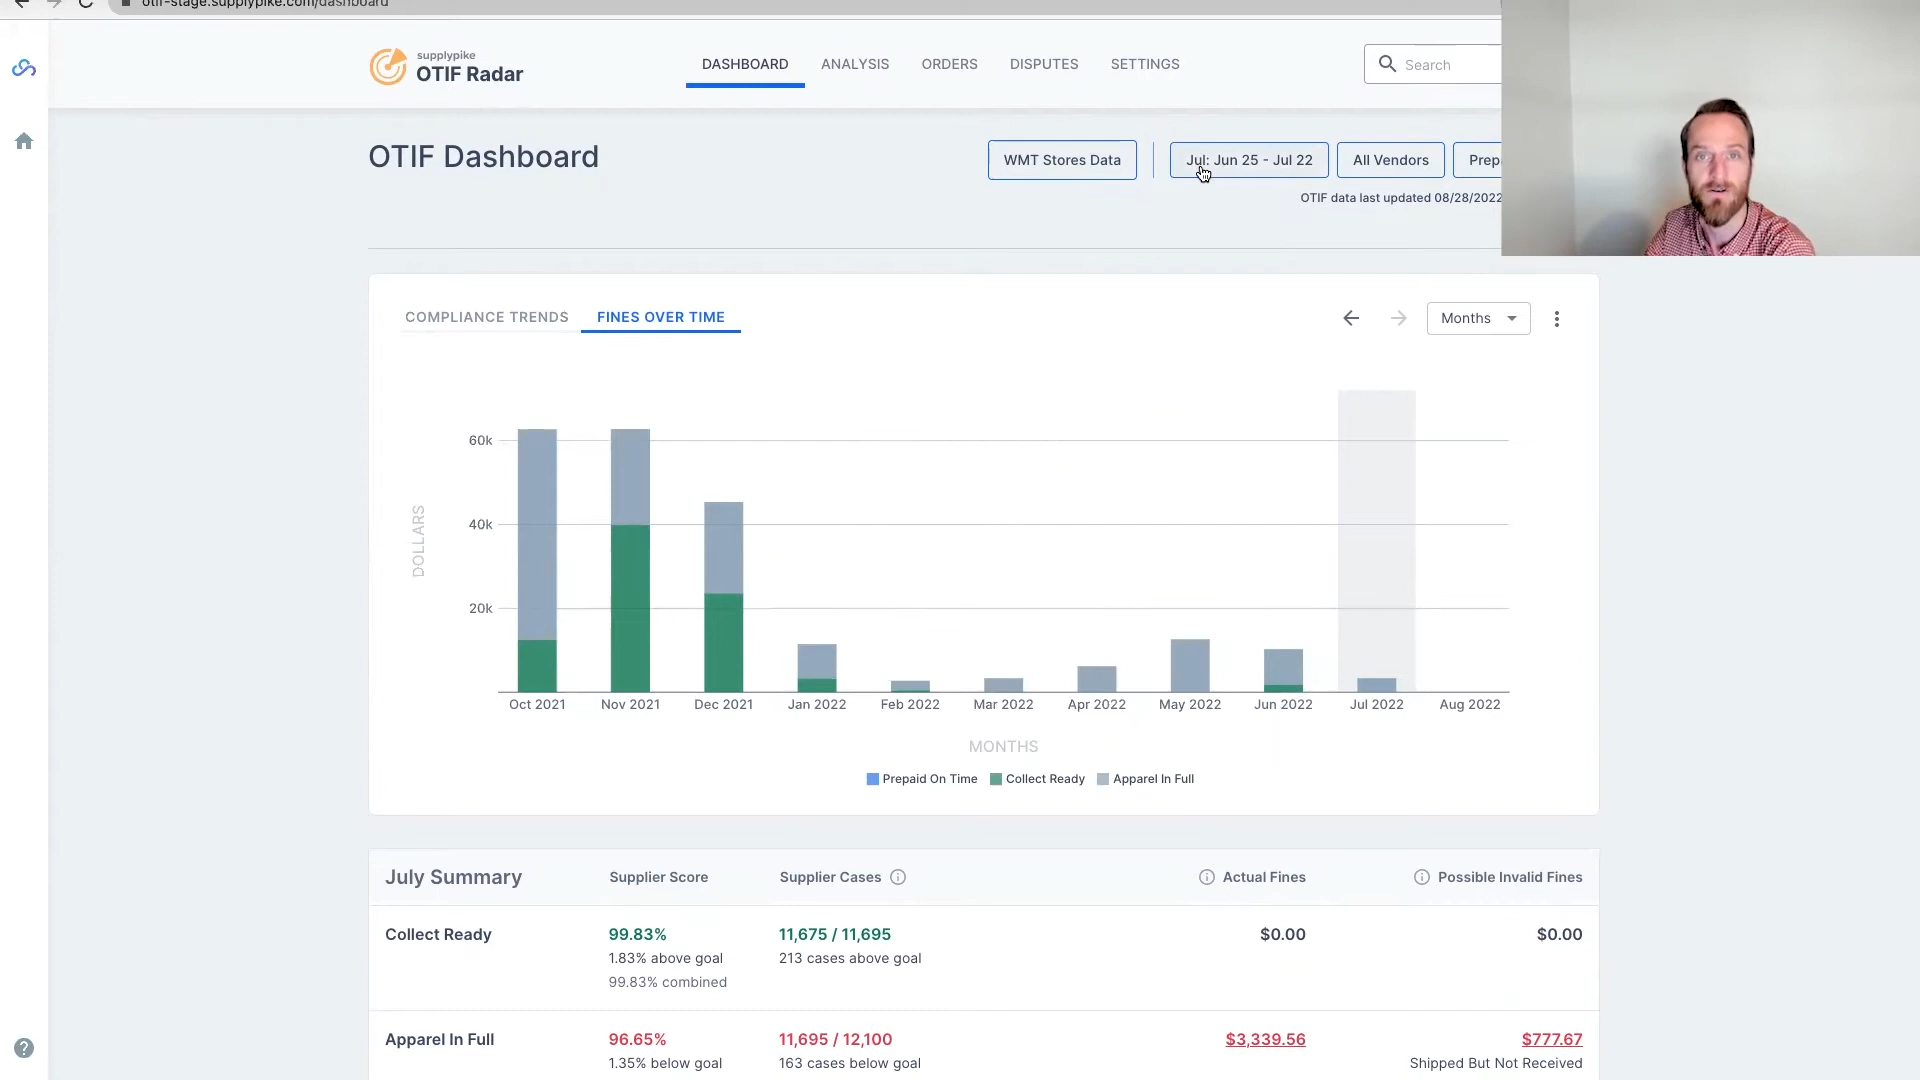 otif-stage.supplypike.com/dashboard
supplypike
OTIF Radar
DASHBOARD
ANALYSIS
ORDERS
DISPUTES
SETTINGS
Search
OTIF Dashboard
WMT Stores Data
Jul: Jun 25 - Jul 22
All Vendors
Prep
OTIF data last updated 08/28/2022
COMPLIANCE TRENDS
FINES OVER TIME
Months
60k
40k
20k
DOLLARS
Oct 2021
Nov 2021
Dec 2021
Jan 2022
Feb 2022
Mar 2022
Apr 2022
May 2022
Jun 2022
Jul 2022
Aug 2022
MONTHS
Prepaid On Time
Collect Ready
Apparel In Full
July Summary
Supplier Score
Supplier Cases
Actual Fines
Possible Invalid Fines
Collect Ready
99.83%
11,675 / 11,695
$0.00
$0.00
1.83% above goal
213 cases above goal
99.83% combined
Apparel In Full
96.65%
11,695 / 12,100
$3,339.56
$777.67
1.35% below goal
163 cases below goal
Shipped But Not Received